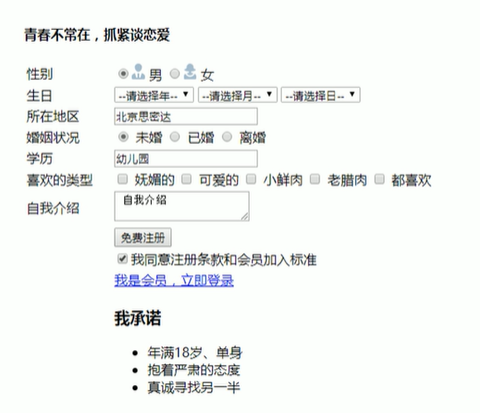 青春不常在，抓紧谈恋爱
性别 男 女
生日 --请选择年-- --请选择月-- --请选择日--
所在地区 北京思密达
婚姻状况 未婚 已婚 离婚
学历 幼儿园
喜欢的类型 妩媚的 可爱的 小鲜肉 老腊肉 都喜欢
自我介绍 自我介绍
免费注册
我同意注册条款和会员加入标准
我是会员，立即登录
我承诺
年满18岁、单身
抱着严肃的态度
真诚寻找另一半